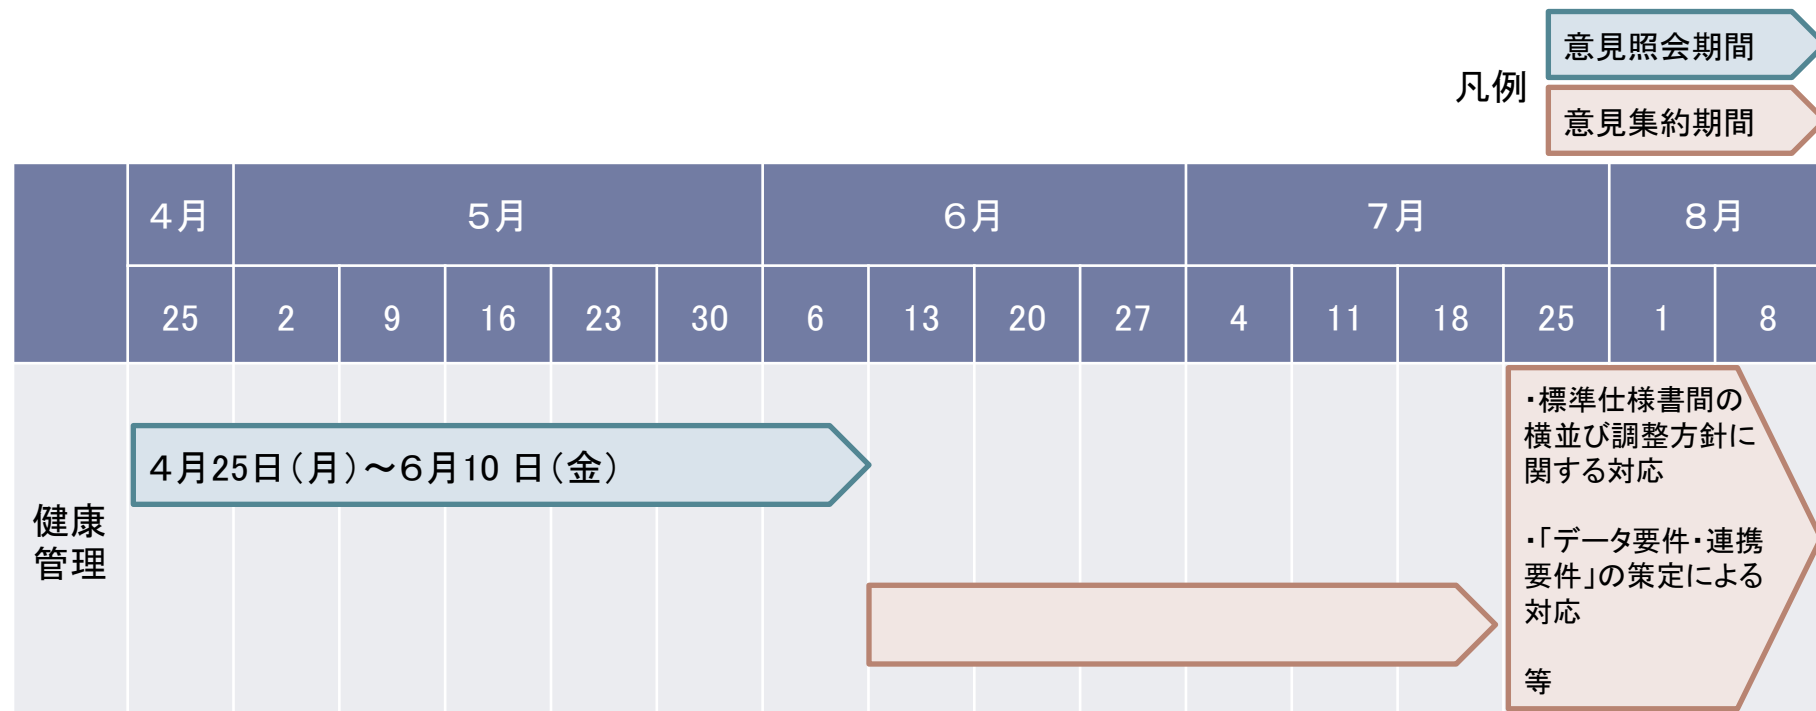 凡例
意見照会期間
意見集約期間
4月 5月 6月 7月 8月
25 2 9 16 23 30 6 13 20 27 4 11 18 25 1 8
健康
管理
4月25日(月)～6月10 日(金)
・標準仕様書間の
横並び調整方針に
関する対応
・「データ要件・連携
要件」の策定による
対応
等